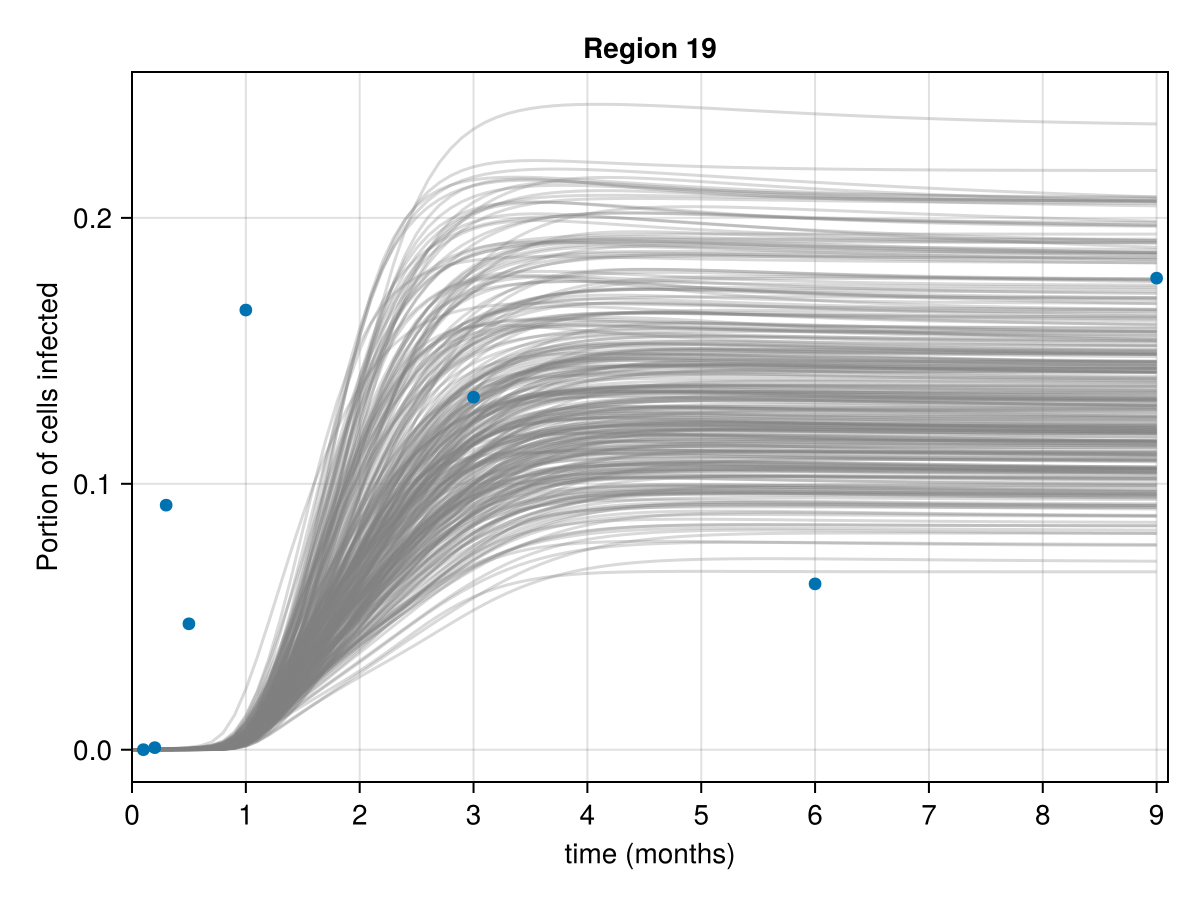 Region 19
Portion of cells infected
0.2
0.1
0.0
0 1 2 3 4 5 6 7 8 9
time (months)